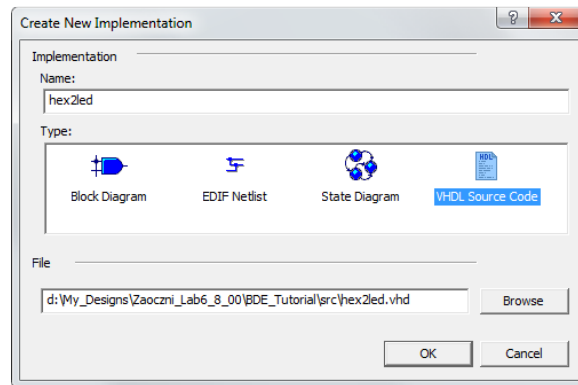 Create New Implementation
Implementation
Name:
hex2led
Type:
Block Diagram
EDIF Netlist
State Diagram
HDL
VHDL Source Code
File
d:\My_Designs\Zaoczni_Lab6_8_00\BDE_Tutorial\src\hex2led.vhd
Browse
OK
Cancel